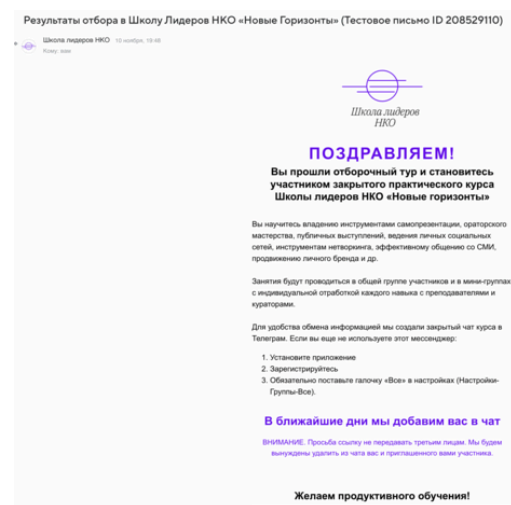 Результаты отбора в Школу Лидеров НКО «Новые Горизонты» (Тестовое письмо ID 208529110)
Школа лидеров НКО 10 ноября, 18:46
Кому: вам
Школа лидеров
НКО
ПОЗДРАВЛЯЕМ!
Вы прошли отборочный тур и становитесь
участником закрытого практического курса
Школы лидеров НКО «Новые горизонты»
Вы научитесь владению инструментами самопрезентации, ораторского
мастерства, публичных выступлений, ведения личных социальных
сетей, инструментам нетворкинга, эффективному общению со СМИ,
продвижению личного бренда и др.
Занятия будут проводиться в общей группе участников и в мини-группах
с индивидуальной отработкой каждого навыка с преподавателями и
кураторами.
Для удобства обмена информацией мы создали закрытый чат курса в
Телеграм. Если вы еще не используете этот мессенджер:
1. Установите приложение
2. Зарегистрируйтесь
3. Обязательно поставьте галочку «Все» в настройках (Настройки-
Группы-Все).
В ближайшие дни мы добавим вас в чат
ВНИМАНИЕ. Просьба ссылку не передавать третьим лицам. Мы будем
вынуждены удалить из чата вас и приглашенного вами участника.
Желаем продуктивного обучения!